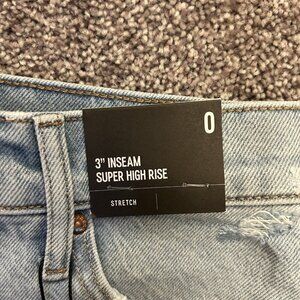 0
3" INSEAM
SUPER HIGH RISE
STRETCH